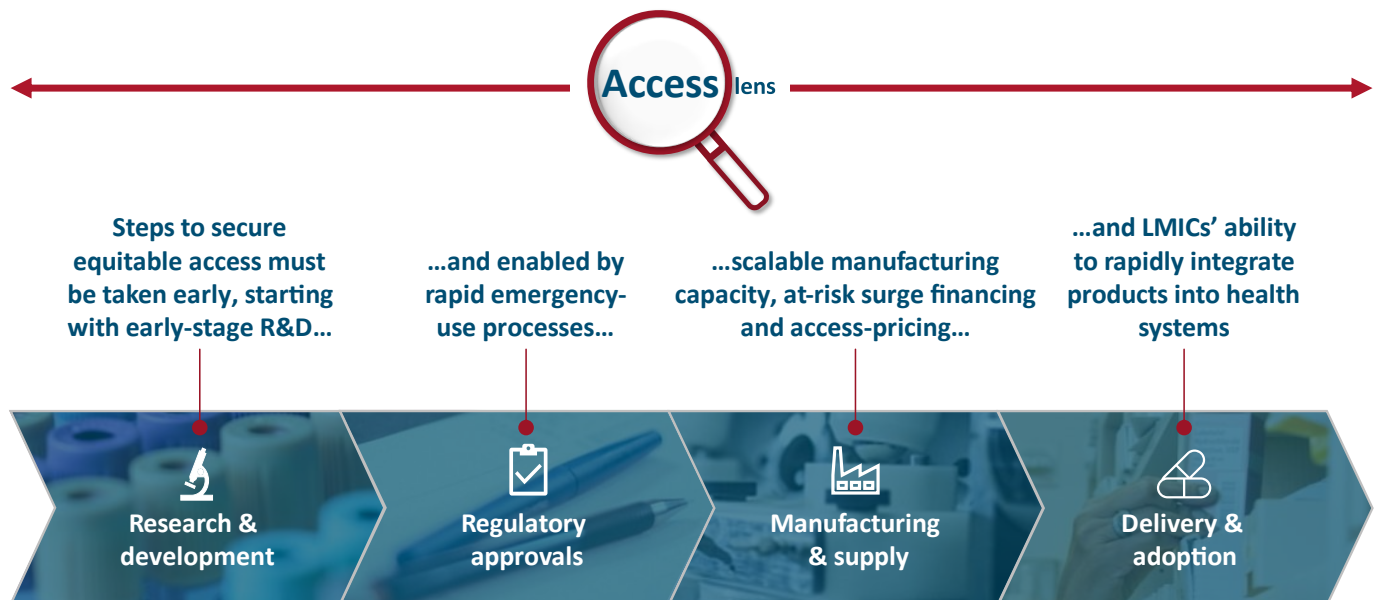 Access lens
Steps to secure
equitable access must
be taken early, starting
with early-stage R&D...
...and enabled by
rapid emergency-
use processes...
...scalable manufacturing
capacity, at-risk surge financing
and access-pricing...
...and LMICs’ ability
to rapidly integrate
products into health
systems
Research &
development
Regulatory
approvals
Manufacturing
& supply
Delivery &
adoption